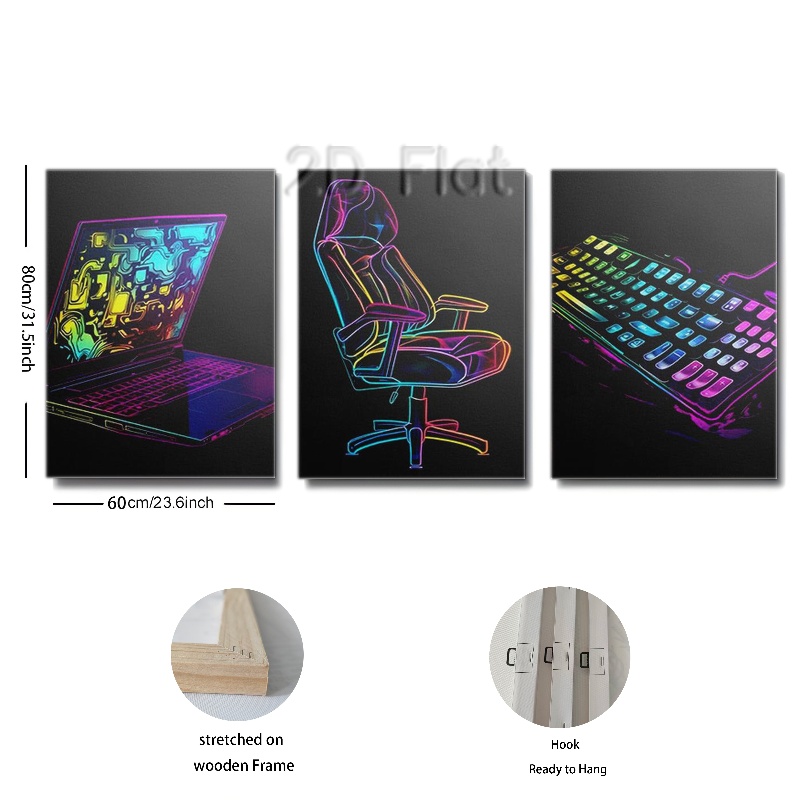 2D Flat
80cm/31.5inch
60cm/23.6inch
stretched on
wooden Frame
Hook
Ready to Hang